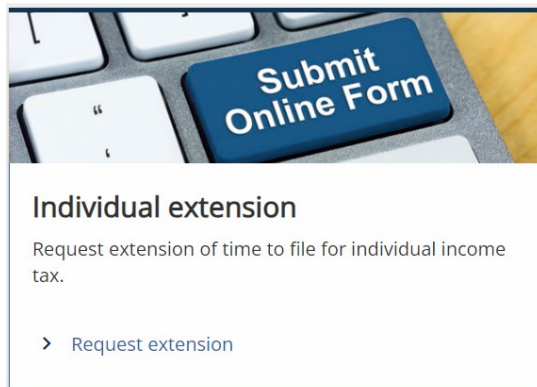 [
"
‘
Submit
Online Form
Individual extension
Request extension of time to file for individual income
tax.
> Request extension